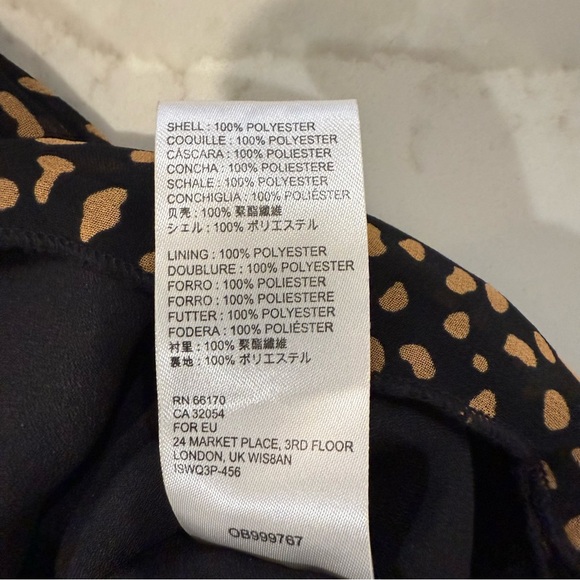 SHELL : 100% POLYESTER
COQUILLE : 100% POLYESTER
CÁSCARA : 100% POLIESTER
CONCHA : 100% POLIESTERE
SCHALE : 100% POLYESTER
CONCHIGLIA : 100% POLIÉSTER
贝壳 : 100% 聚酯纖維
シェル : 100% ポリエステル
LINING : 100% POLYESTER
DOUBLURE : 100% POLYESTER
FORRO : 100% POLIESTER
FORRO : 100% POLIESTERE
FUTTER : 100% POLYESTER
FODERA : 100% POLIÉSTER
衬里 : 100% 聚酯纖維
裏地 : 100% ポリエステル
RN 66170
CA 32054
FOR EU
24 MARKET PLACE, 3RD FLOOR
LONDON, UK WIS8AN
1SWQ3P-456
OB999767